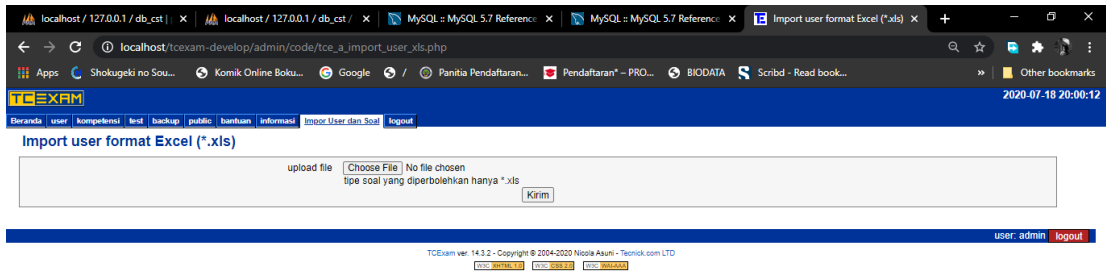 localhost / 127.0.0.1 / db_cst | localhost / 127.0.0.1 / db_cst / MySQL :: MySQL 5.7 Reference MySQL :: MySQL 5.7 Reference Import user format Excel (*.xls)
localhost/tcexam-develop/admin/code/tce_a_import_user_xls.php
Apps Shokugeki no Sou... Komik Online Boku... Google / Panitia Pendaftaran... Pendaftaran* – PRO... BIODATA Scribd - Read book... » Other bookmarks
TCEXAM 2020-07-18 20:00:12
Beranda user kompetensi test backup public bantuan informasi Impor User dan Soal logout
Import user format Excel (*.xls)
upload file Choose File No file chosen
tipe soal yang diperbolehkan hanya *.xls
Kirim
user: admin logout
TCExam ver. 14.3.2 - Copyright © 2004-2020 Nicola Asuni - Tecnick.com LTD
W3C XHTML 1.0 W3C CSS 2.0 W3C WAI-AAA